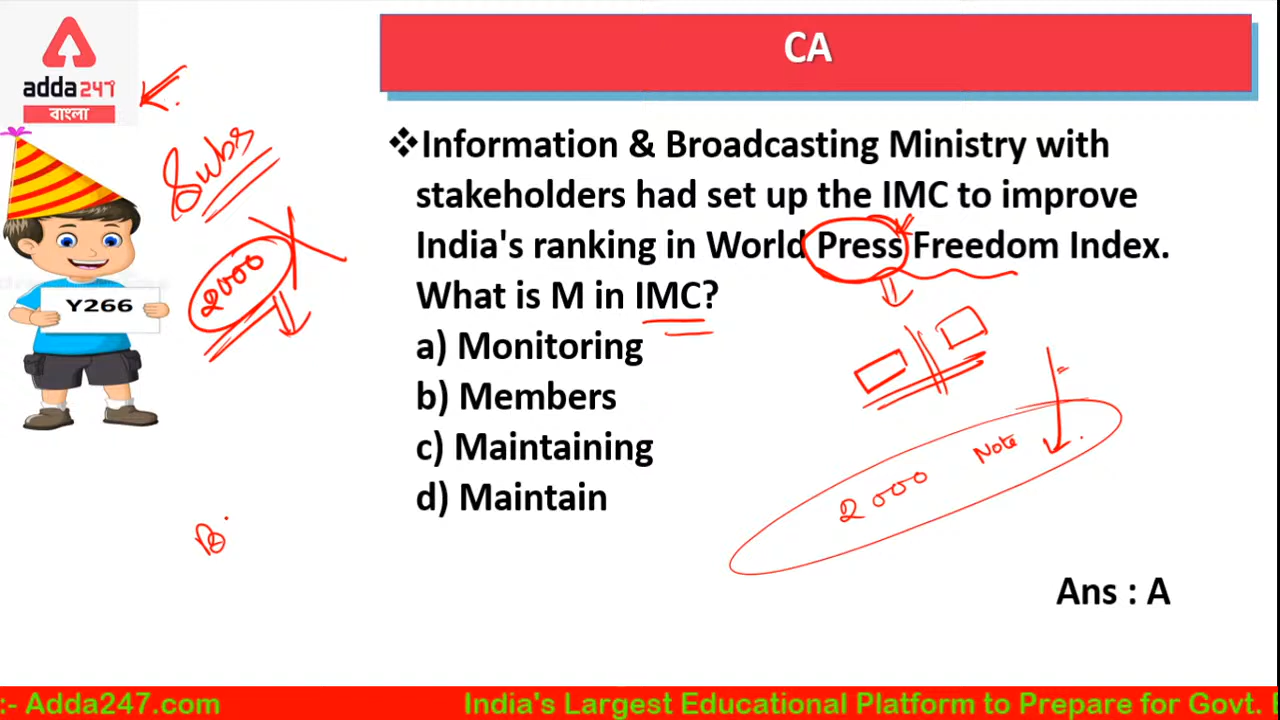 adda247
বাংলা
CA
Subs
❖Information & Broadcasting Ministry with
stakeholders had set up the IMC to improve
India's ranking in World Press Freedom Index.
What is M in IMC?
2000
Y266
a) Monitoring
b) Members
c) Maintaining
d) Maintain
2000 Note
Ans : A
:- Adda247.com
India's Largest Educational Platform to Prepare for Govt.